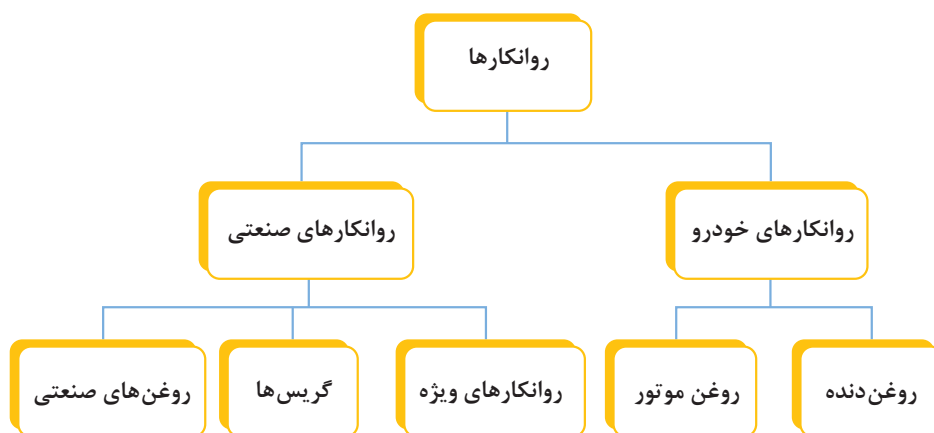 روانکارها
روانکارهای خودرو
روانکارهای صنعتی
روغن‌دنده
روغن موتور
روانکارهای ویژه
گریس‌ها
روغن‌های صنعتی